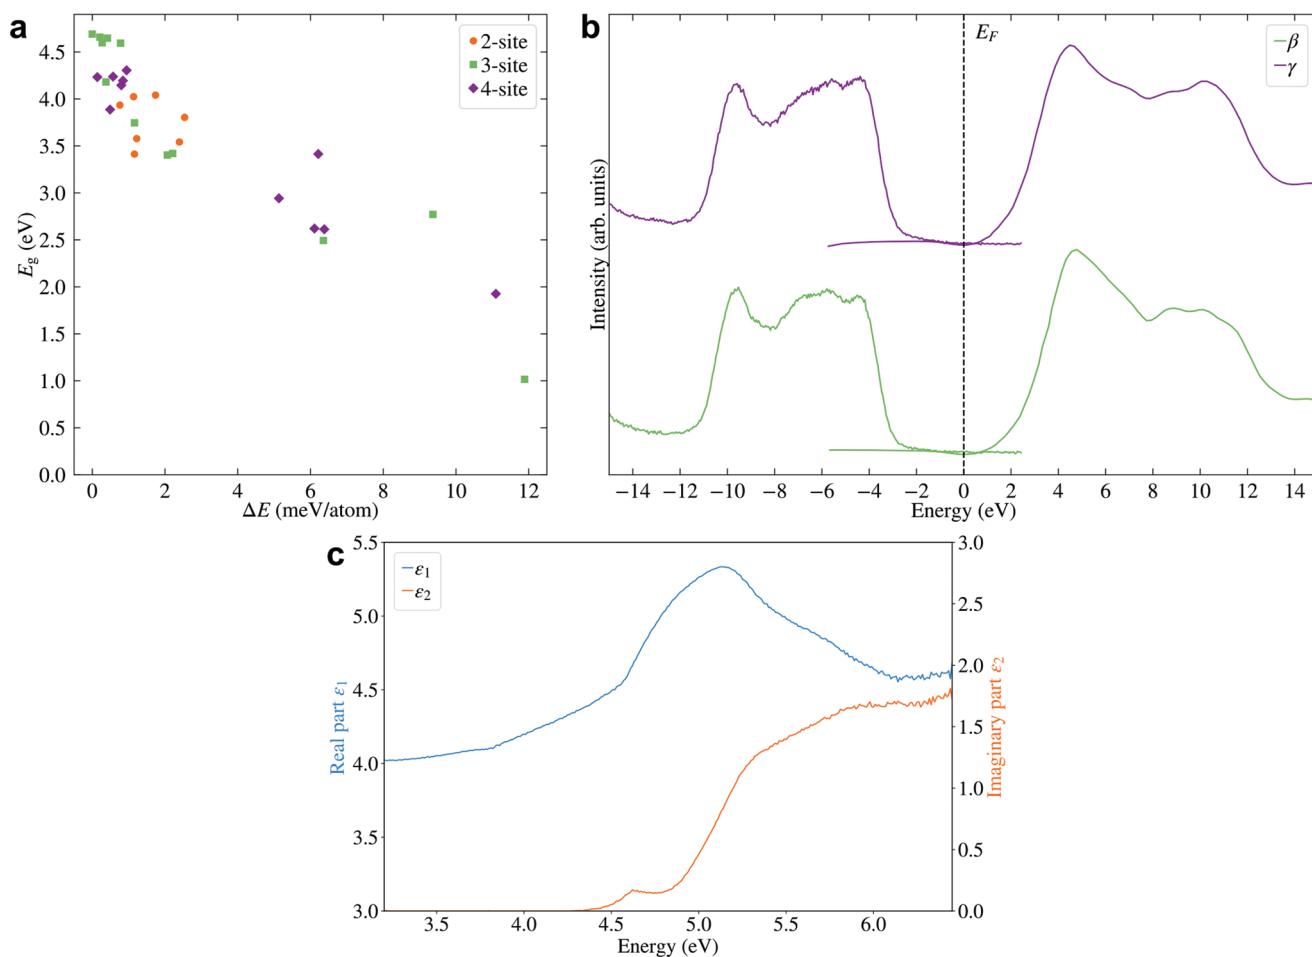 a
4.5
4.0
3.5
3.0
2.5
2.0
1.5
1.0
0.5
0.0
E_g (eV)
2-site
3-site
4-site
0 2 4 6 8 10 12
ΔE (meV/atom)
b
E_F
β
γ
Intensity (arb. units)
−14 −12 −10 −8 −6 −4 −2 0 2 4 6 8 10 12 14
Energy (eV)
c
ε₁
ε₂
5.5
5.0
4.5
4.0
3.5
3.0
Real part ε₁
3.0
2.5
2.0
1.5
1.0
0.5
0.0
Imaginary part ε₂
3.5 4.0 4.5 5.0 5.5 6.0
Energy (eV)